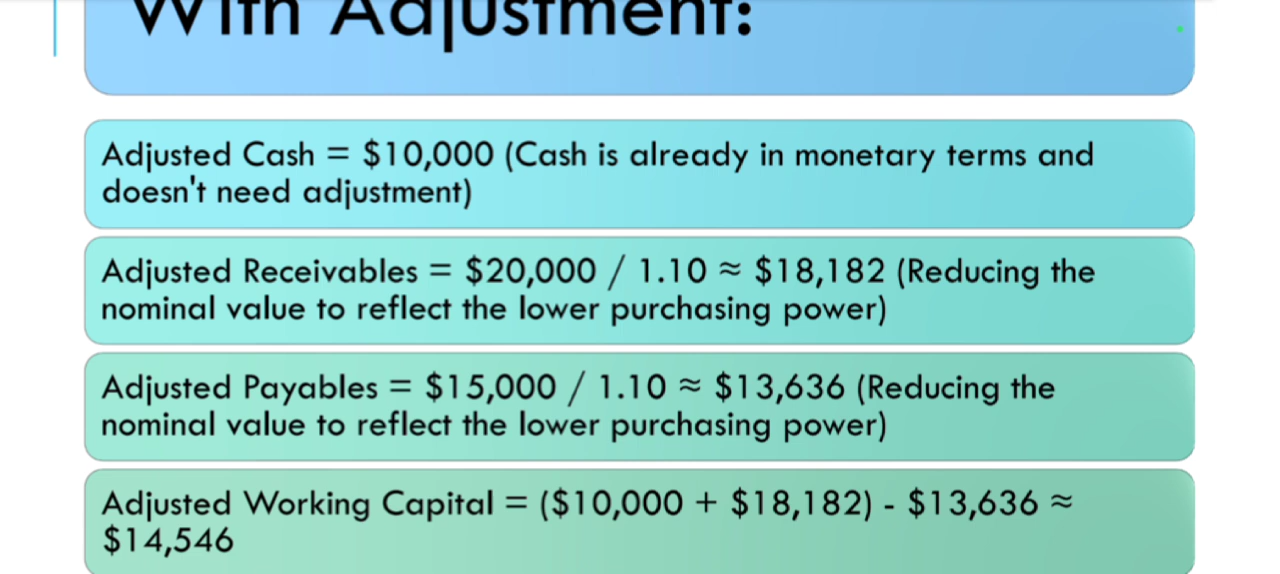 With Adjustment:
Adjusted Cash = $10,000 (Cash is already in monetary terms and
doesn't need adjustment)
Adjusted Receivables = $20,000 / 1.10 ≈ $18,182 (Reducing the
nominal value to reflect the lower purchasing power)
Adjusted Payables = $15,000 / 1.10 ≈ $13,636 (Reducing the
nominal value to reflect the lower purchasing power)
Adjusted Working Capital = ($10,000 + $18,182) - $13,636 ≈
$14,546